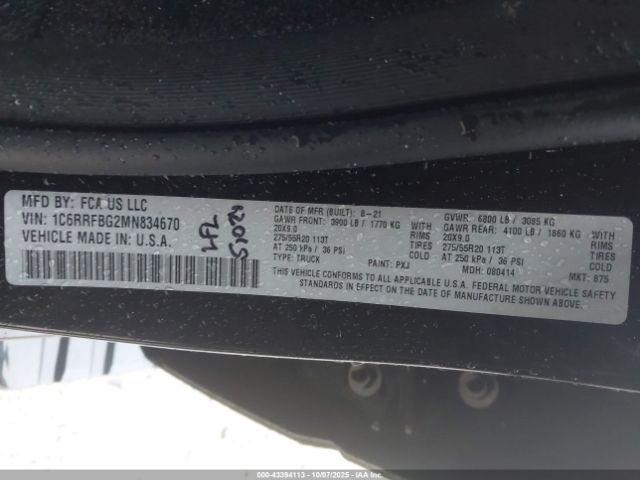 MFD BY: FCA US LLC
VIN: 1C6RRFBG2MN834670
VEHICLE MADE IN: U.S.A.
LFL
DATE OF MFR (BUILT): 8-21
GAWR FRONT: 3900 LB / 1770 KG
20X9.0 RIMS
275/55R20 113T TIRES
AT 250 kPa / 36 PSI COLD
TYPE: TRUCK PAINT: PXJ
GVWR: 6800 LB / 3085 KG
GAWR REAR: 4100 LB / 1860 KG
20X9.0 RIMS
275/55R20 113T TIRES
AT 250 kPa / 36 PSI COLD
MDH: 080414 MKT: 875
THIS VEHICLE CONFORMS TO ALL APPLICABLE U.S.A. FEDERAL MOTOR VEHICLE SAFETY
STANDARDS IN EFFECT ON THE DATE OF MANUFACTURE SHOWN ABOVE.
000-43394113 | 10/07/2025 | IAAI.com